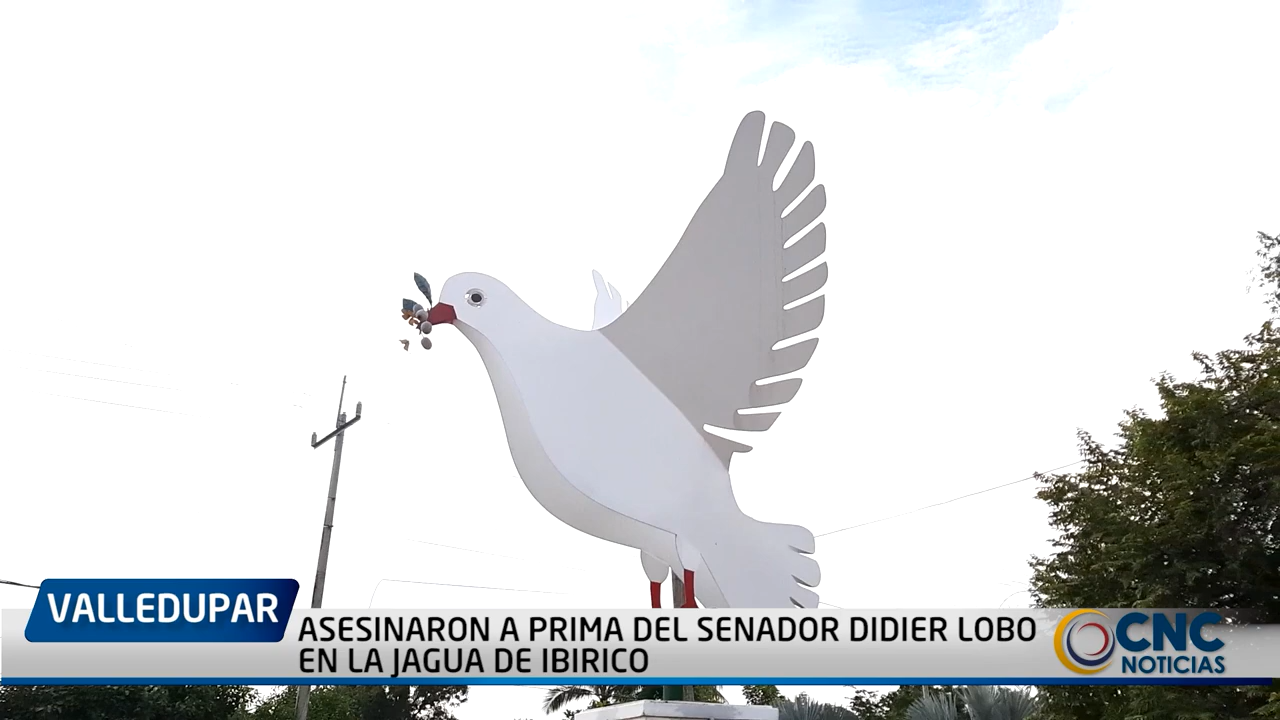 VALLEDUPAR
ASESINARON A PRIMA DEL SENADOR DIDIER LOBO
EN LA JAGUA DE IBIRICO
CNC
NOTICIAS